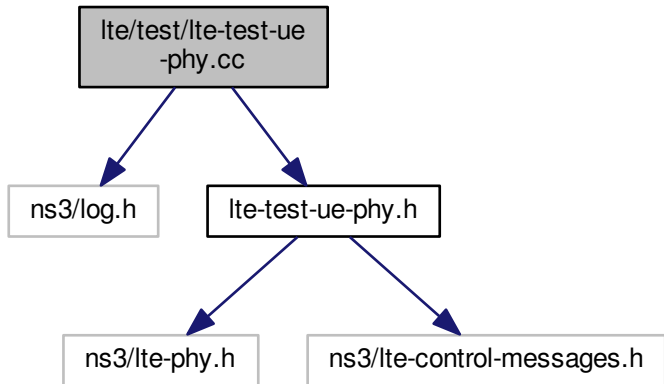 lte/test/lte-test-ue
-phy.cc
ns3/log.h
lte-test-ue-phy.h
ns3/lte-phy.h
ns3/lte-control-messages.h